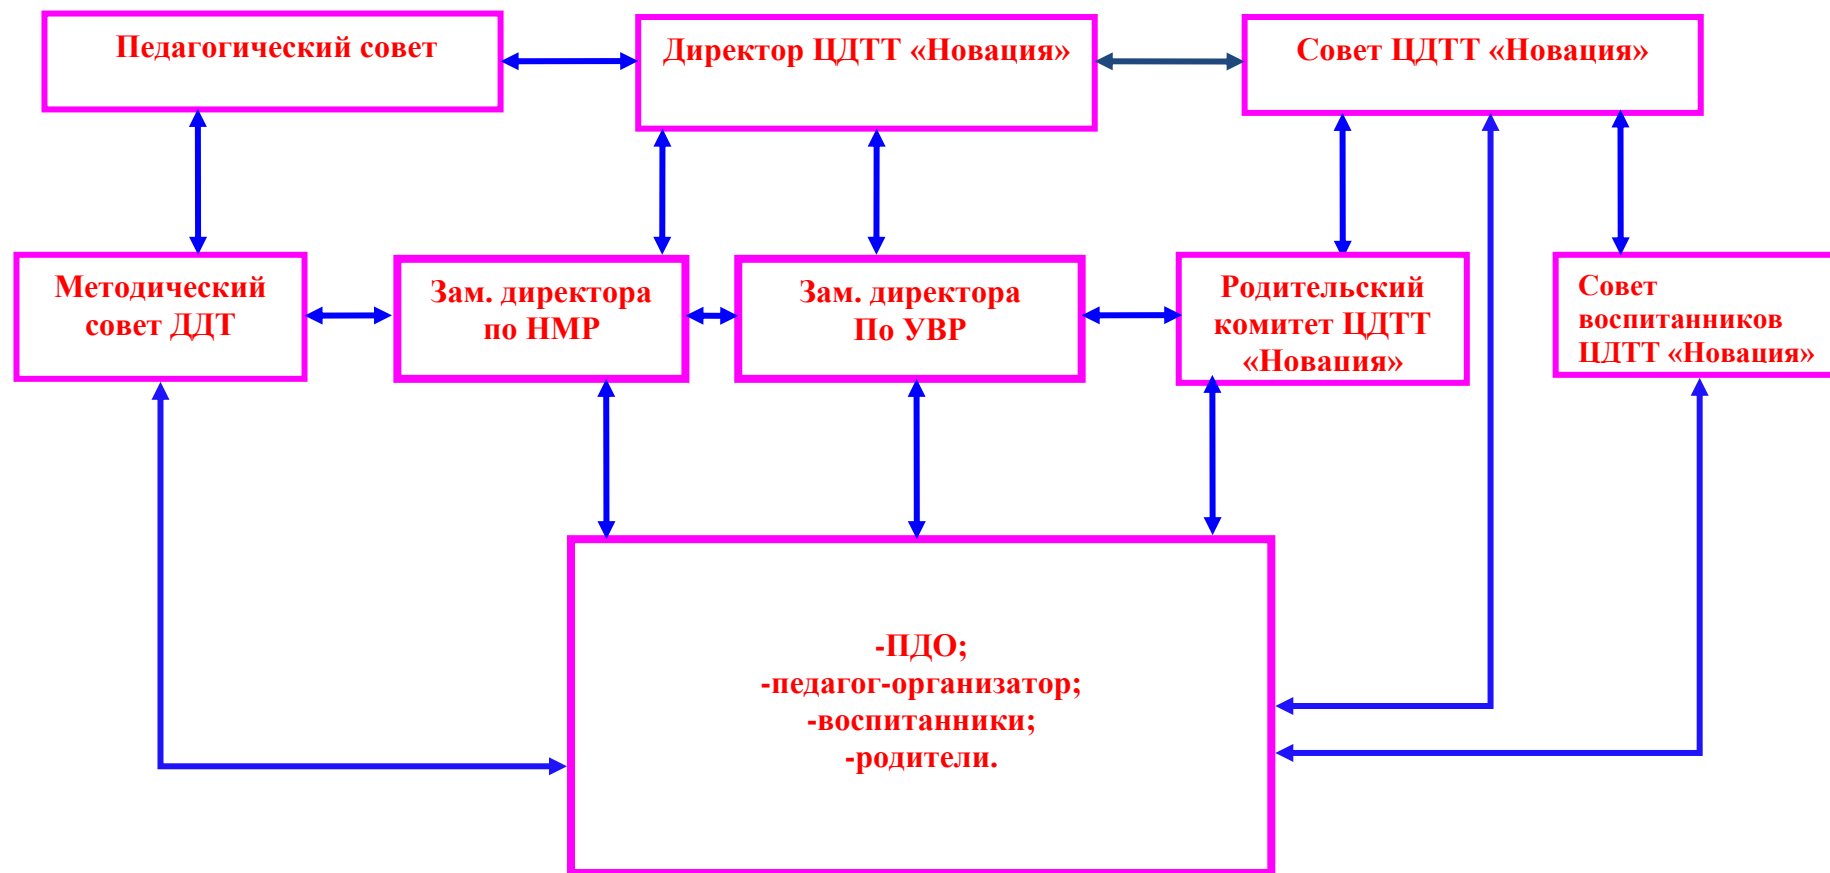 Педагогический совет
Директор ЦДТТ «Новация»
Совет ЦДТТ «Новация»
Методический
совет ДДТ
Зам. директора
по НМР
Зам. директора
По УВР
Родительский
комитет ЦДТТ
«Новация»
Совет
воспитанников
ЦДТТ «Новация»
-ПДО;
-педагог-организатор;
-воспитанники;
-родители.